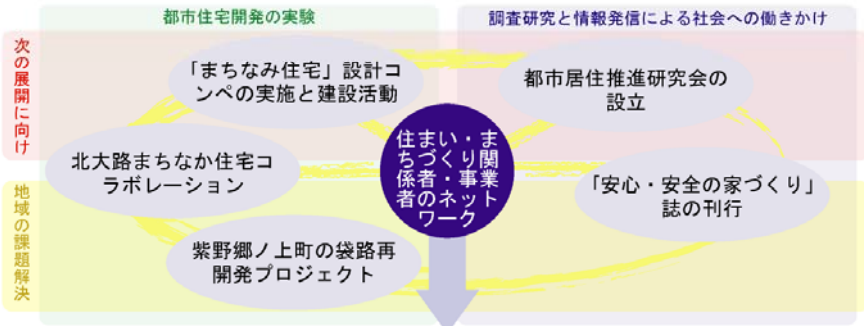 都市住宅開発の実験
調査研究と情報発信による社会への働きかけ
次の展開に向け
「まちなみ住宅」設計コ
ンペの実施と建設活動
都市居住推進研究会の
設立
住まい・ま
ちづくり関
係者・事業
者のネット
ワーク
北大路まちなか住宅コ
ラボレーション
「安心・安全の家づくり」
誌の刊行
地域の課題解決
紫野郷ノ上町の袋路再
開発プロジェクト